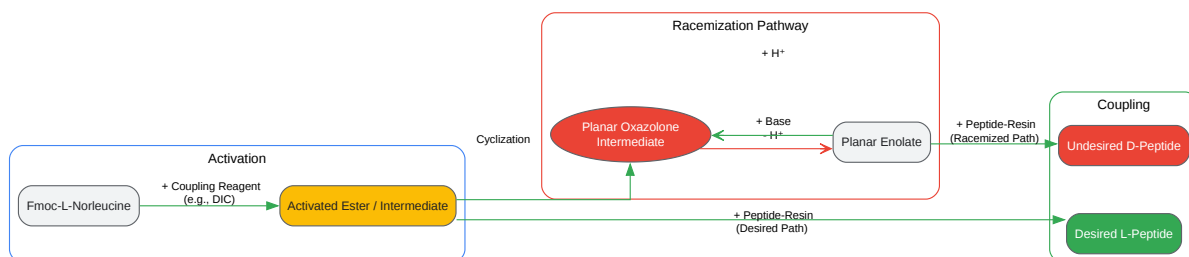 Racemization Pathway
+ H⁺
Coupling
+ Base
- H⁺
Planar Oxazolone
Intermediate
Cyclization
Planar Enolate
+ Peptide-Resin
(Racemized Path)
Undesired D-Peptide
Activation
Fmoc-L-Norleucine
+ Coupling Reagent
(e.g., DIC)
Activated Ester / Intermediate
+ Peptide-Resin
(Desired Path)
Desired L-Peptide